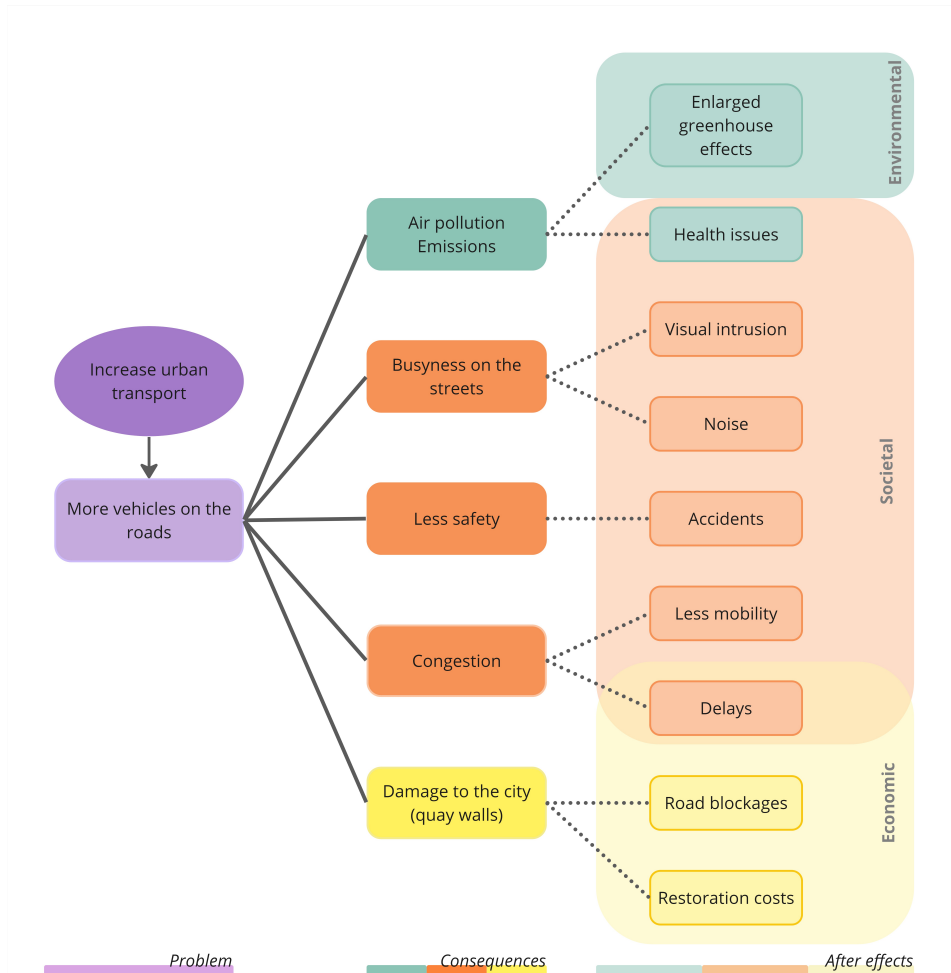 Increase urban
transport
More vehicles on the
roads
Air pollution
Emissions
Busyness on the
streets
Less safety
Congestion
Damage to the city
(quay walls)
Enlarged
greenhouse
effects
Health issues
Visual intrusion
Noise
Accidents
Less mobility
Delays
Road blockages
Restoration costs
Environmental
Societal
Economic
Problem
Consequences
After effects